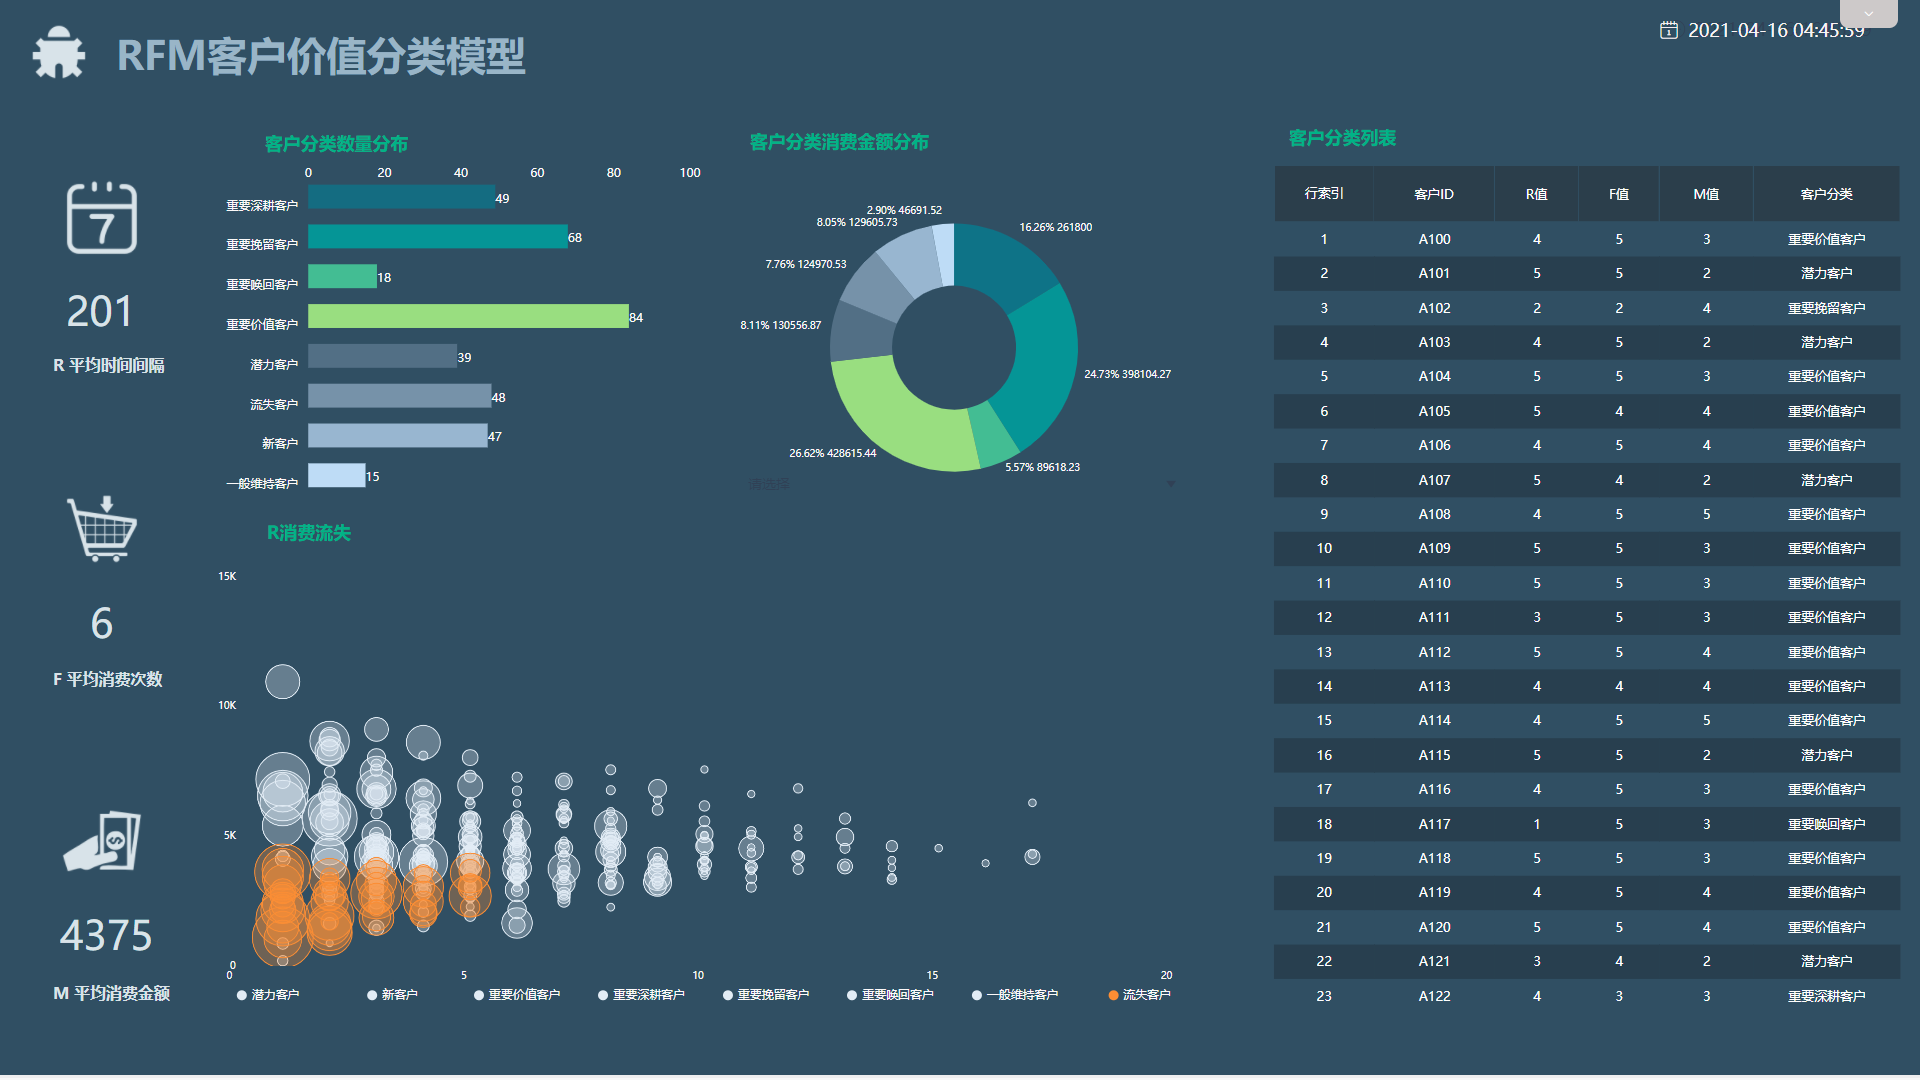 RFM客户价值分类模型
2021-04-16 04:45:59
7
201
R 平均时间间隔
6
F 平均消费次数
4375
M 平均消费金额
客户分类数量分布
0 20 40 60 80 100
重要深耕客户 49
重要挽留客户 68
重要唤回客户 18
重要价值客户 84
潜力客户 39
流失客户 48
新客户 47
一般维持客户 15
客户分类消费金额分布
2.90% 46691.52
8.05% 129605.73
16.26% 261800
7.76% 124970.53
8.11% 130556.87
24.73% 398104.27
26.62% 428615.44
5.57% 89618.23
请选择
R消费流失
15K
10K
5K
0
0 5 10 15 20
潜力客户 新客户 重要价值客户 重要深耕客户 重要挽留客户 重要唤回客户 一般维持客户 流失客户
客户分类列表
行索引 客户ID R值 F值 M值 客户分类
1 A100 4 5 3 重要价值客户
2 A101 5 5 2 潜力客户
3 A102 2 2 4 重要挽留客户
4 A103 4 5 2 潜力客户
5 A104 5 5 3 重要价值客户
6 A105 5 4 4 重要价值客户
7 A106 4 5 4 重要价值客户
8 A107 5 4 2 潜力客户
9 A108 4 5 5 重要价值客户
10 A109 5 5 3 重要价值客户
11 A110 5 5 3 重要价值客户
12 A111 3 5 3 重要价值客户
13 A112 5 5 4 重要价值客户
14 A113 4 4 4 重要价值客户
15 A114 4 5 5 重要价值客户
16 A115 5 5 2 潜力客户
17 A116 4 5 3 重要价值客户
18 A117 1 5 3 重要唤回客户
19 A118 5 5 3 重要价值客户
20 A119 4 5 4 重要价值客户
21 A120 5 5 4 重要价值客户
22 A121 3 4 2 潜力客户
23 A122 4 3 3 重要深耕客户